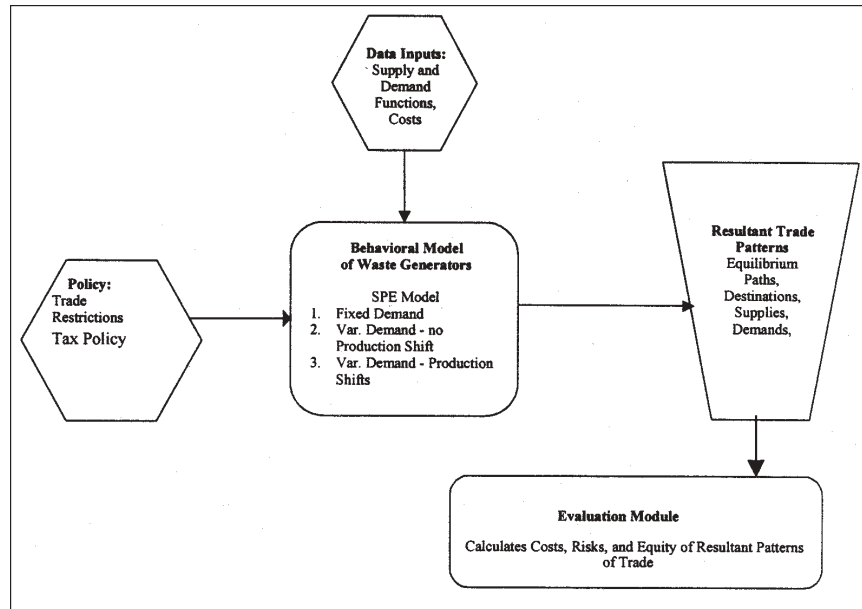 Data Inputs:
Supply and
Demand
Functions,
Costs
Policy:
Trade
Restrictions
Tax Policy
Behavioral Model
of Waste Generators
SPE Model
1. Fixed Demand
2. Var. Demand - no
Production Shift
3. Var. Demand - Production
Shifts
Resultant Trade
Patterns
Equilibrium
Paths,
Destinations,
Supplies,
Demands,
Evaluation Module
Calculates Costs, Risks, and Equity of Resultant Patterns
of Trade